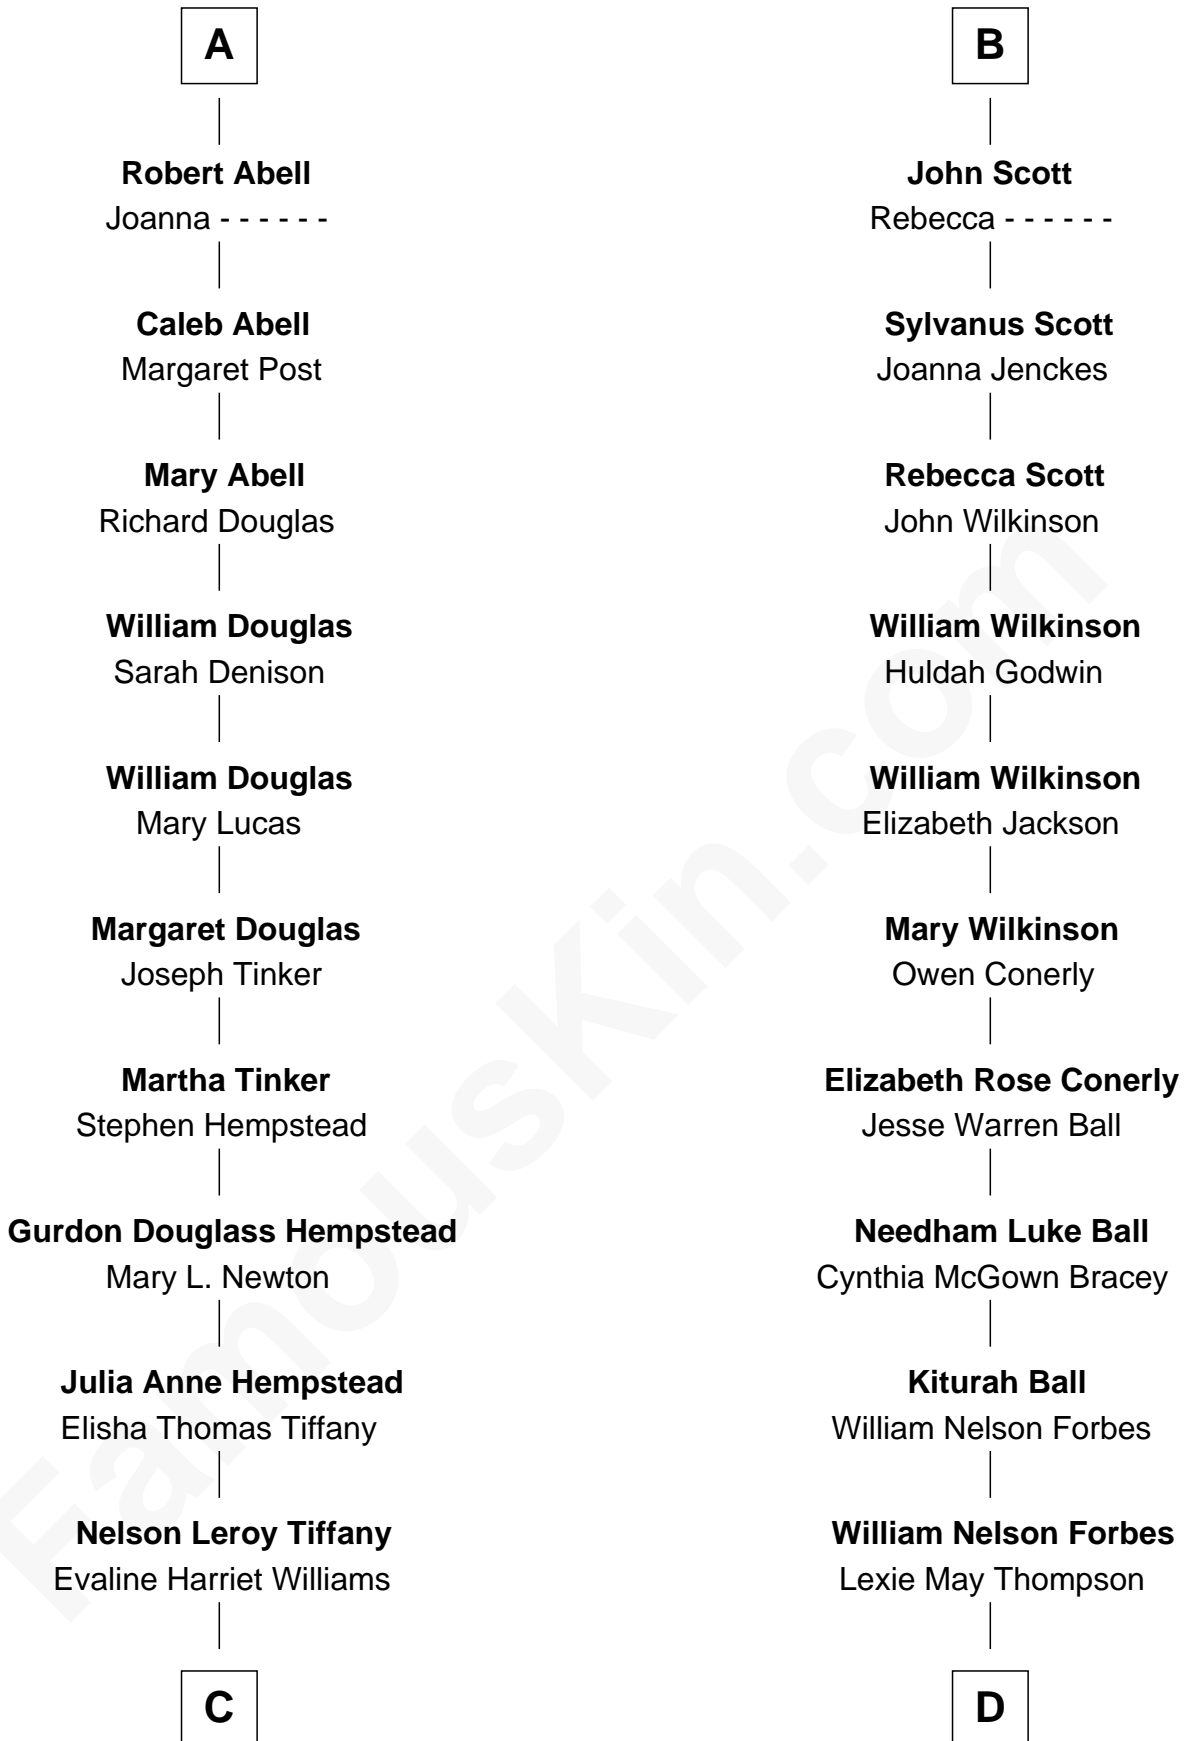 A
Robert Abell
Joanna - - - - - -
Caleb Abell
Margaret Post
Mary Abell
Richard Douglas
William Douglas
Sarah Denison
William Douglas
Mary Lucas
Margaret Douglas
Joseph Tinker
Martha Tinker
Stephen Hempstead
Gurdon Douglass Hempstead
Mary L. Newton
Julia Anne Hempstead
Elisha Thomas Tiffany
Nelson Leroy Tiffany
Evaline Harriet Williams
C
B
John Scott
Rebecca - - - - - -
Sylvanus Scott
Joanna Jenckes
Rebecca Scott
John Wilkinson
William Wilkinson
Huldah Godwin
William Wilkinson
Elizabeth Jackson
Mary Wilkinson
Owen Conerly
Elizabeth Rose Conerly
Jesse Warren Ball
Needham Luke Ball
Cynthia McGown Bracey
Kiturah Ball
William Nelson Forbes
William Nelson Forbes
Lexie May Thompson
D
FamousKin.com